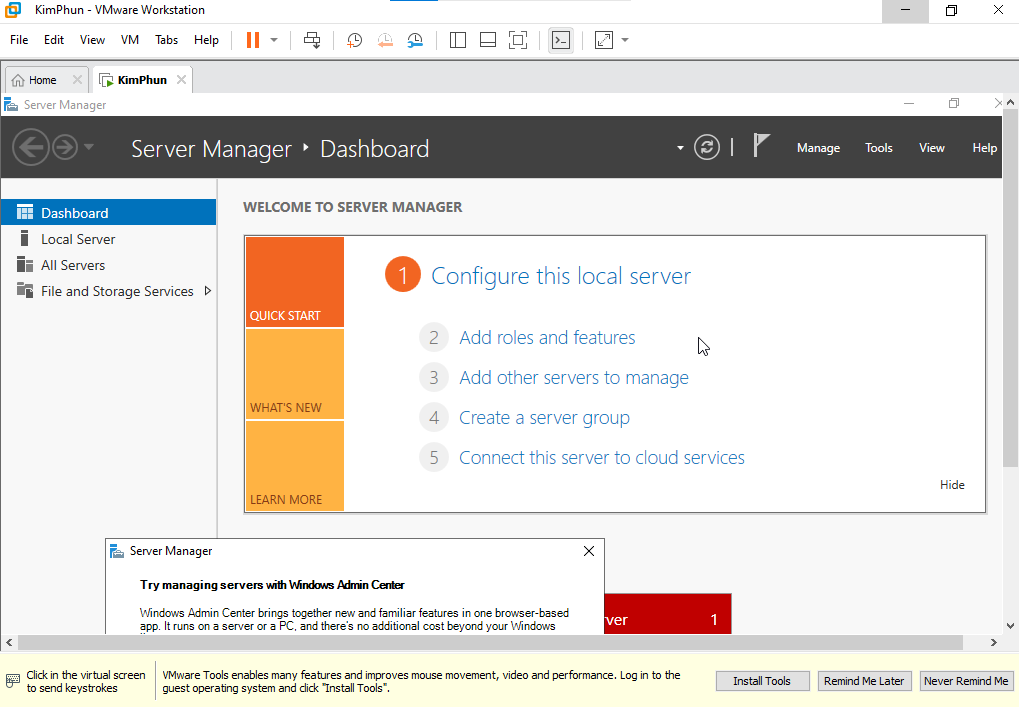 KimPhun - VMware Workstation
File Edit View VM Tabs Help
Home KimPhun
Server Manager
Server Manager Dashboard
Manage Tools View Help
Dashboard
Local Server
All Servers
File and Storage Services
WELCOME TO SERVER MANAGER
QUICK START
WHAT'S NEW
LEARN MORE
1 Configure this local server
2 Add roles and features
3 Add other servers to manage
4 Create a server group
5 Connect this server to cloud services
Hide
Server Manager
Try managing servers with Windows Admin Center
Windows Admin Center brings together new and familiar features in one browser-based
app. It runs on a server or a PC, and there's no additional cost beyond your Windows
ver 1
Click in the virtual screen
to send keystrokes
VMware Tools enables many features and improves mouse movement, video and performance. Log in to the
guest operating system and click "Install Tools".
Install Tools Remind Me Later Never Remind Me